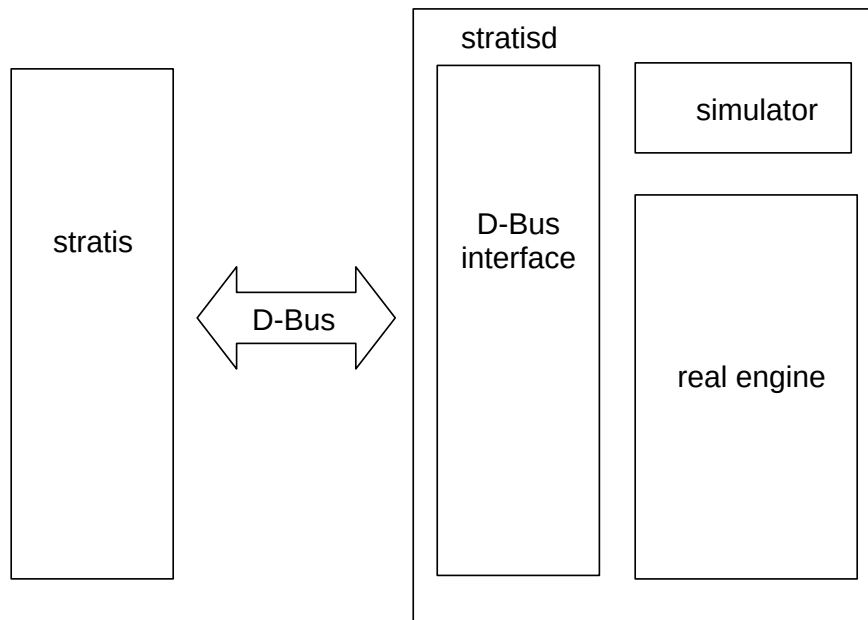 stratisd
simulator
stratis
D-Bus
interface
D-Bus
real engine